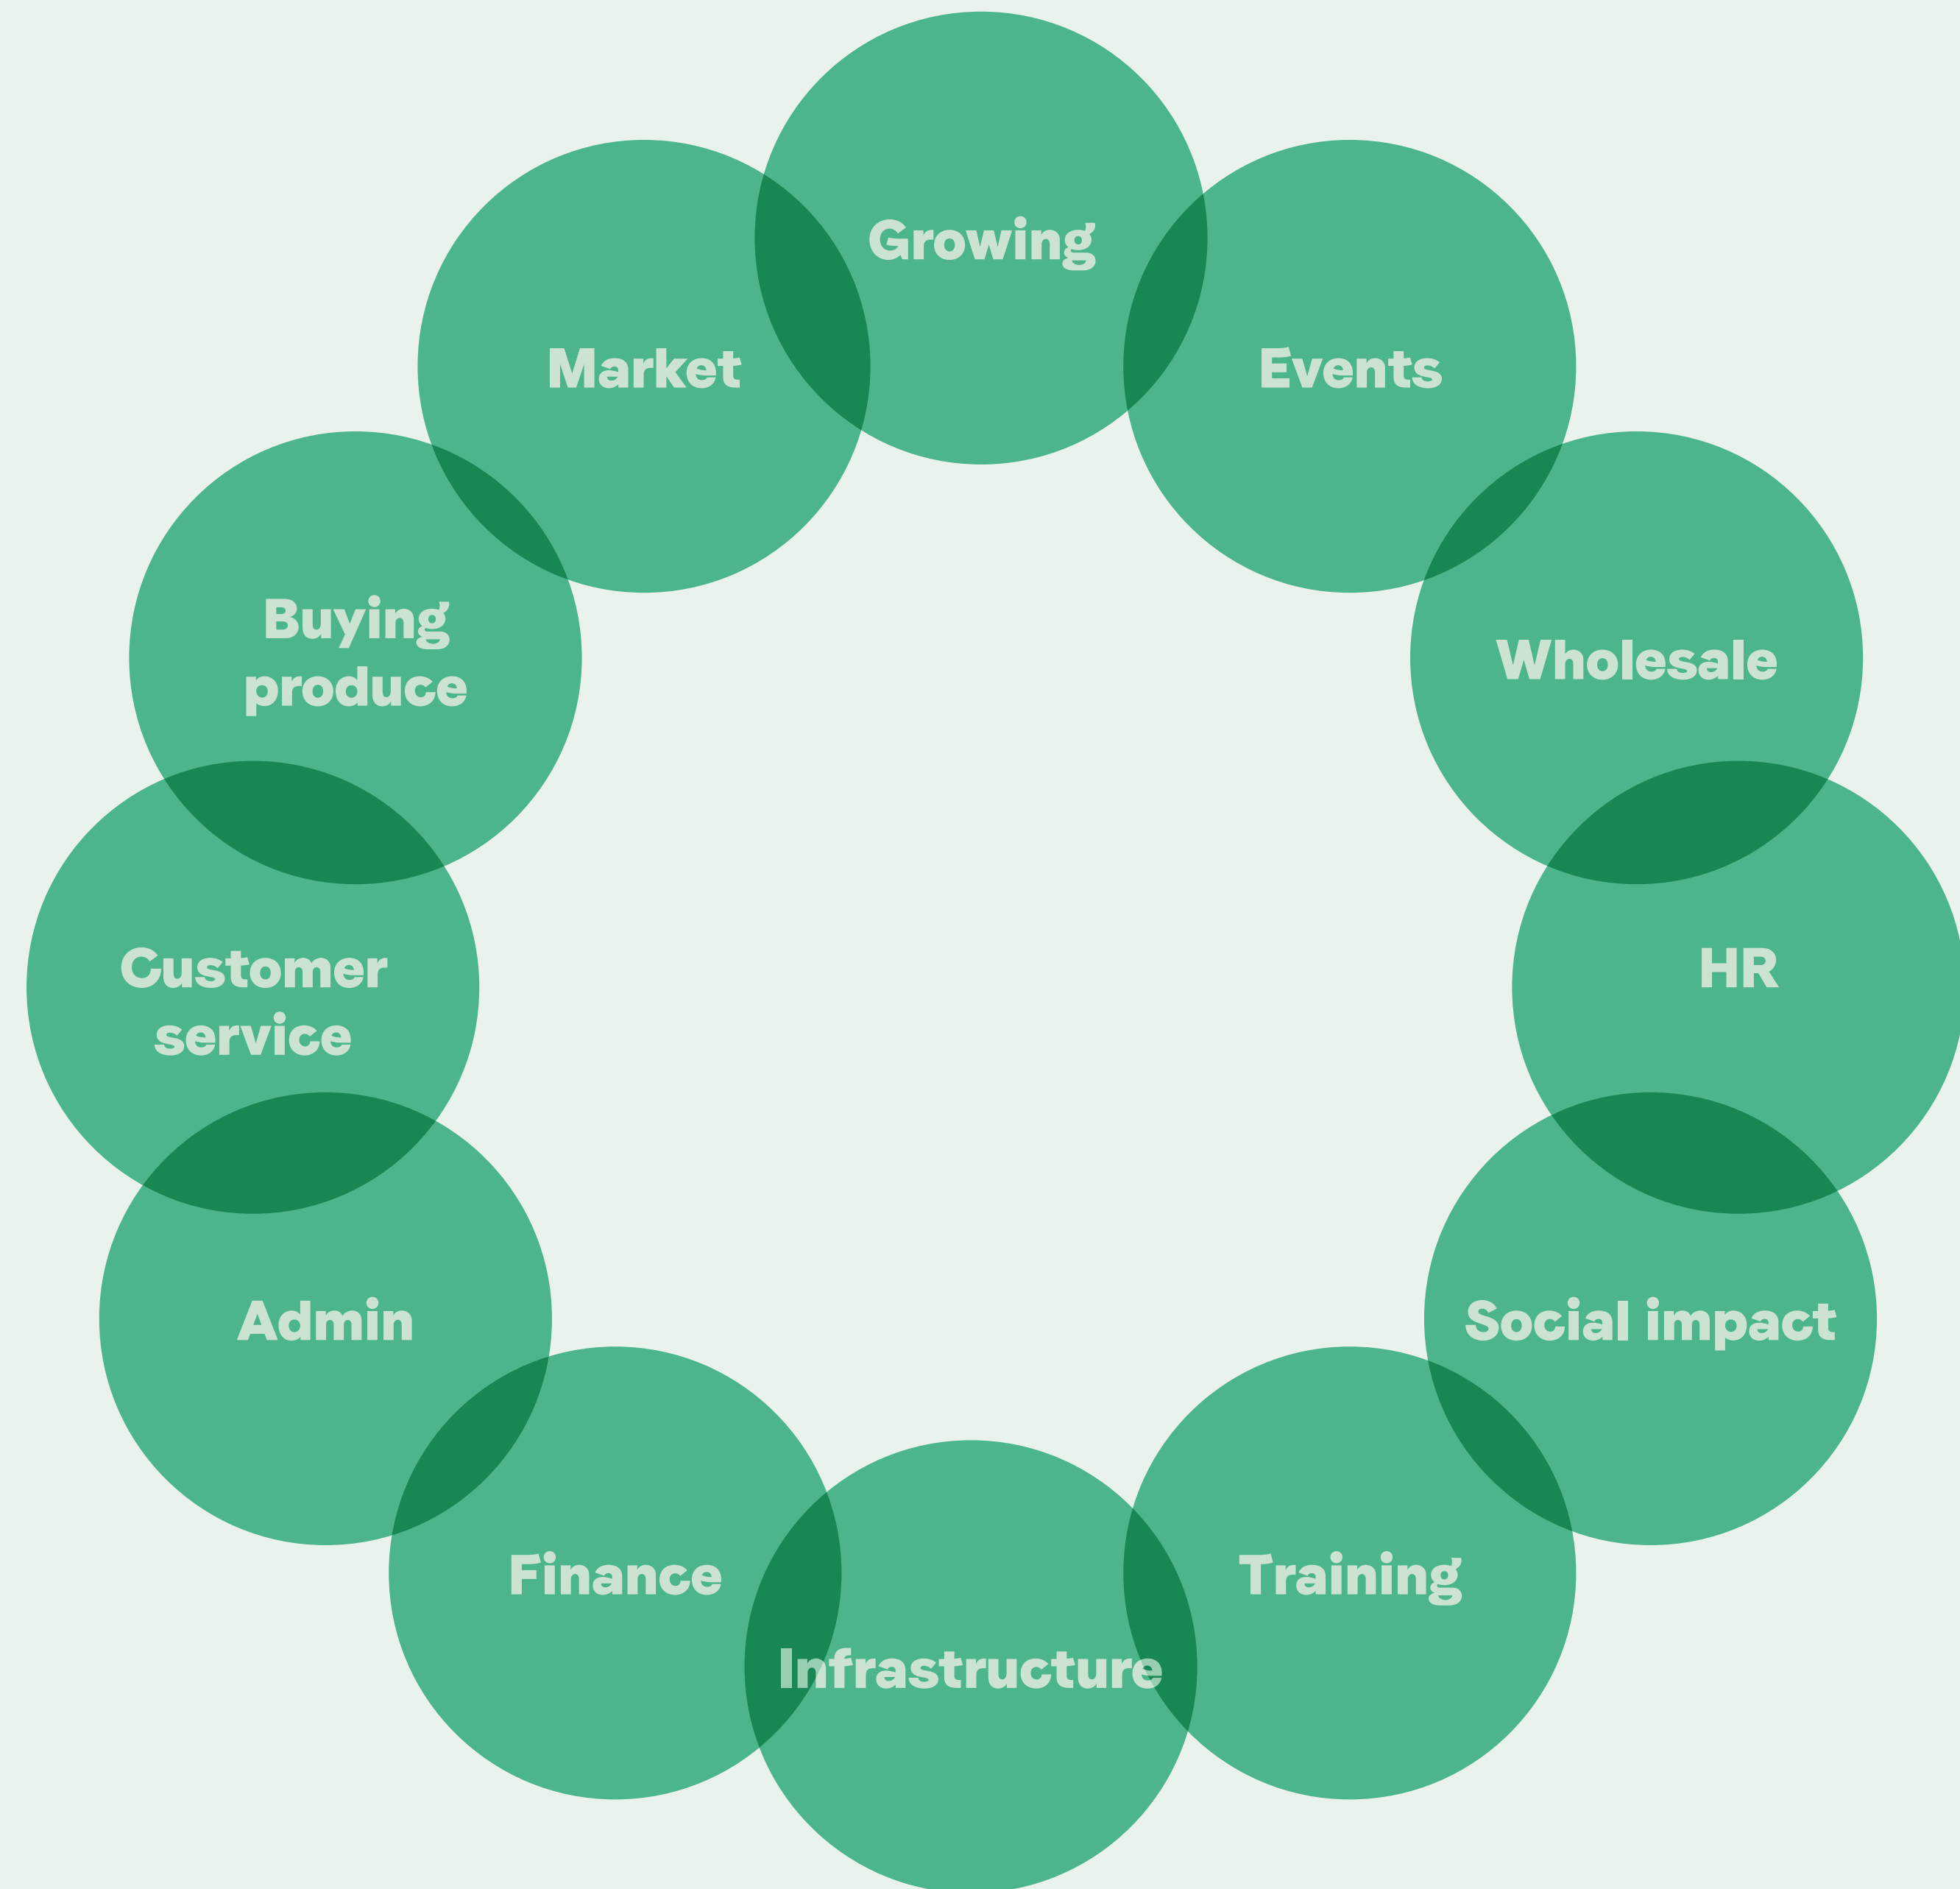 Growing
Events
Market
Buying
produce
Wholesale
Customer
service
HR
Admin
Social impact
Finance
Training
Infrastructure